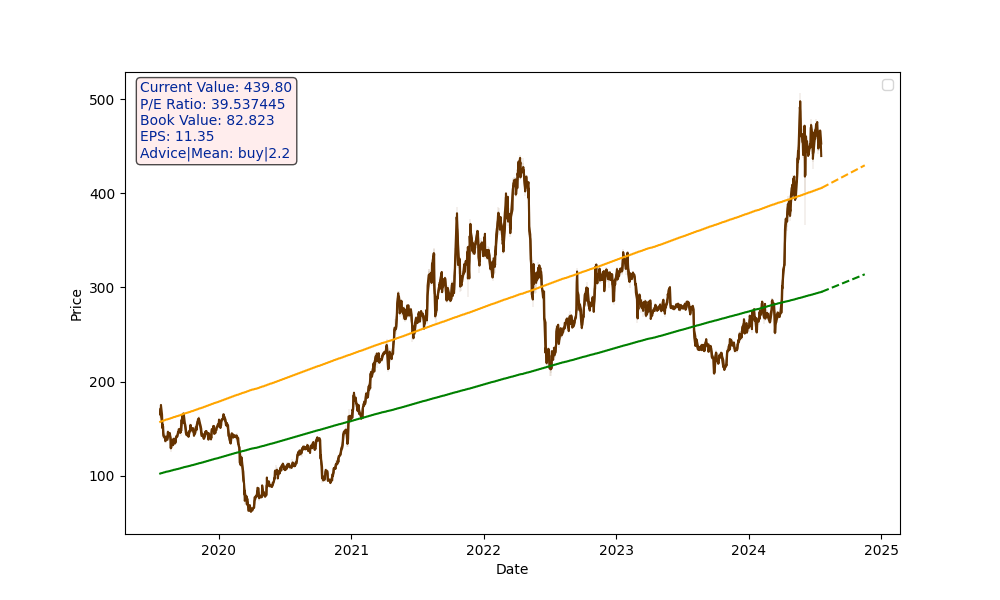 Current Value: 439.80
P/E Ratio: 39.537445
Book Value: 82.823
EPS: 11.35
Advice|Mean: buy|2.2
500
400
300
200
100
Price
2020 2021 2022 2023 2024 2025
Date